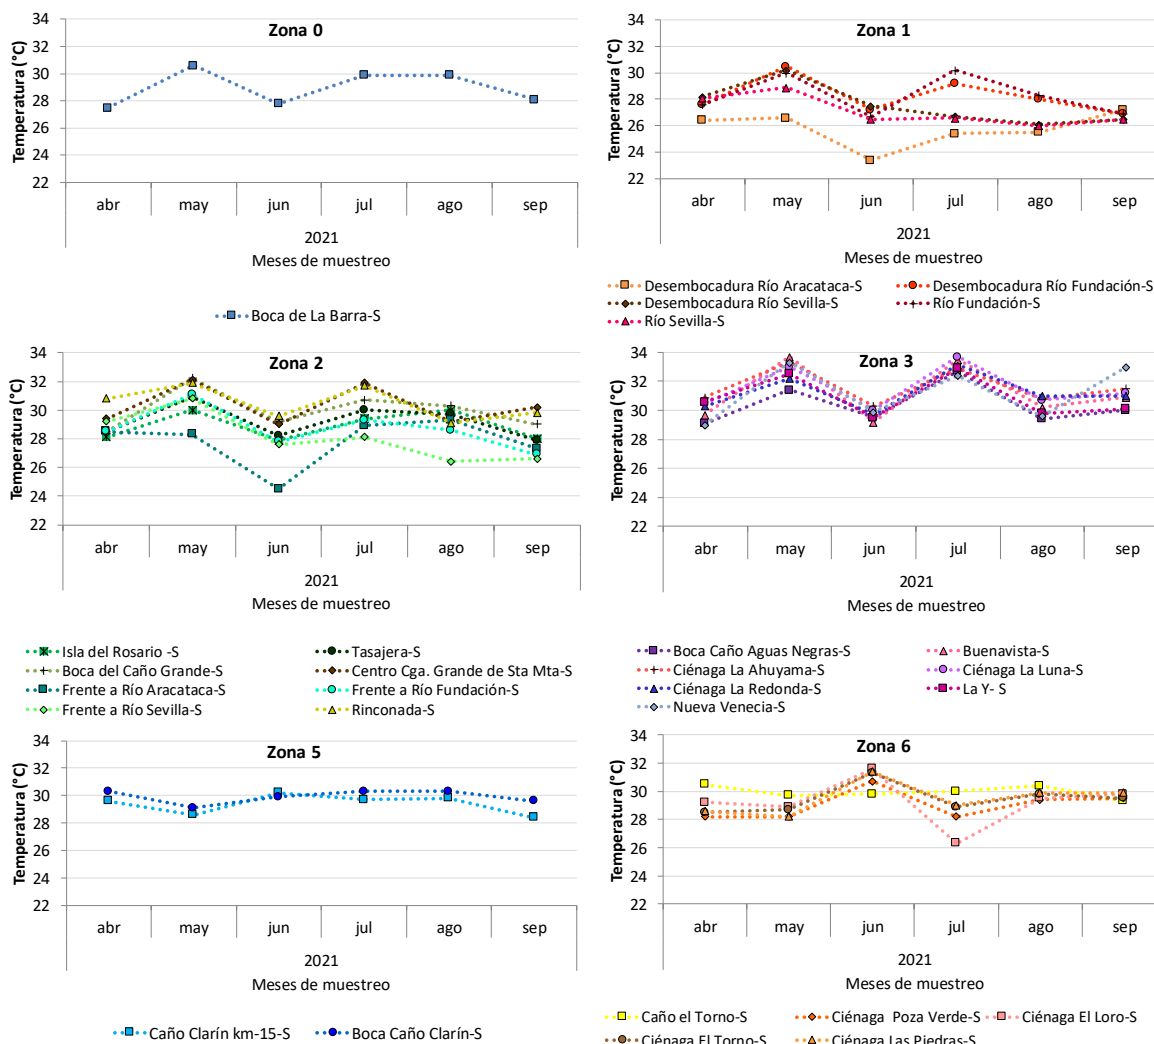 Zona 0
Temperatura (°C)
34
32
30
28
26
24
22
abr may jun jul ago sep
2021
Meses de muestreo
Boca de La Barra-S
Zona 1
Temperatura (°C)
34
32
30
28
26
24
22
abr may jun jul ago sep
2021
Meses de muestreo
Desembocadura Río Aracataca-S Desembocadura Río Fundación-S
Desembocadura Río Sevilla-S Río Fundación-S
Río Sevilla-S
Zona 2
Temperatura (°C)
34
32
30
28
26
24
22
abr may jun jul ago sep
2021
Meses de muestreo
Isla del Rosario -S Tasajera-S
Boca del Caño Grande-S Centro Cga. Grande de Sta Mta-S
Frente a Río Aracataca-S Frente a Río Fundación-S
Frente a Río Sevilla-S Rinconada-S
Zona 3
Temperatura (°C)
34
32
30
28
26
24
22
abr may jun jul ago sep
2021
Meses de muestreo
Boca Caño Aguas Negras-S Buenavista-S
Ciénaga La Ahuyama-S Ciénaga La Luna-S
Ciénaga La Redonda-S La Y- S
Nueva Venecia-S
Zona 5
Temperatura (°C)
34
32
30
28
26
24
22
abr may jun jul ago sep
2021
Meses de muestreo
Caño Clarín km-15-S Boca Caño Clarín-S
Zona 6
Temperatura (°C)
34
32
30
28
26
24
22
abr may jun jul ago sep
2021
Meses de muestreo
Caño el Torno-S Ciénaga Poza Verde-S Ciénaga El Loro-S
Ciénaga El Torno-S Ciénaga Las Piedras-S